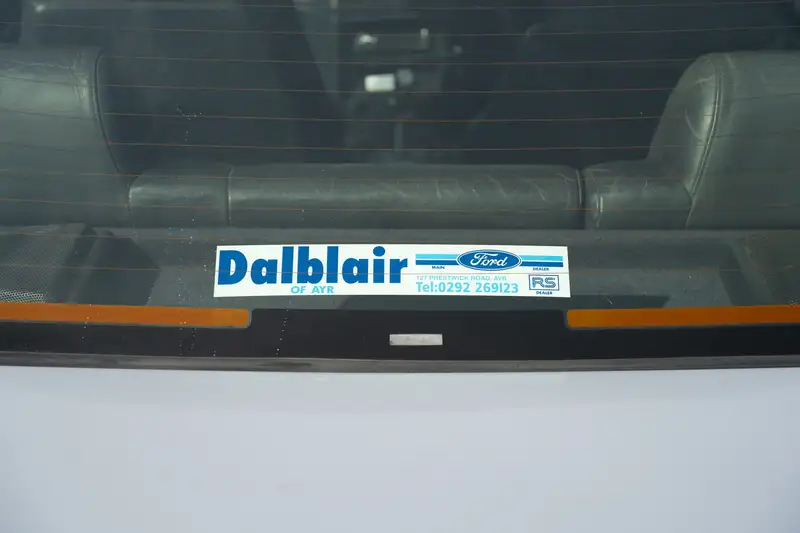 Dalblair
OF AYR
Ford
MAIN DEALER
127 PRESTWICK ROAD, AYR.
Tel:0292 269123
RS
DEALER